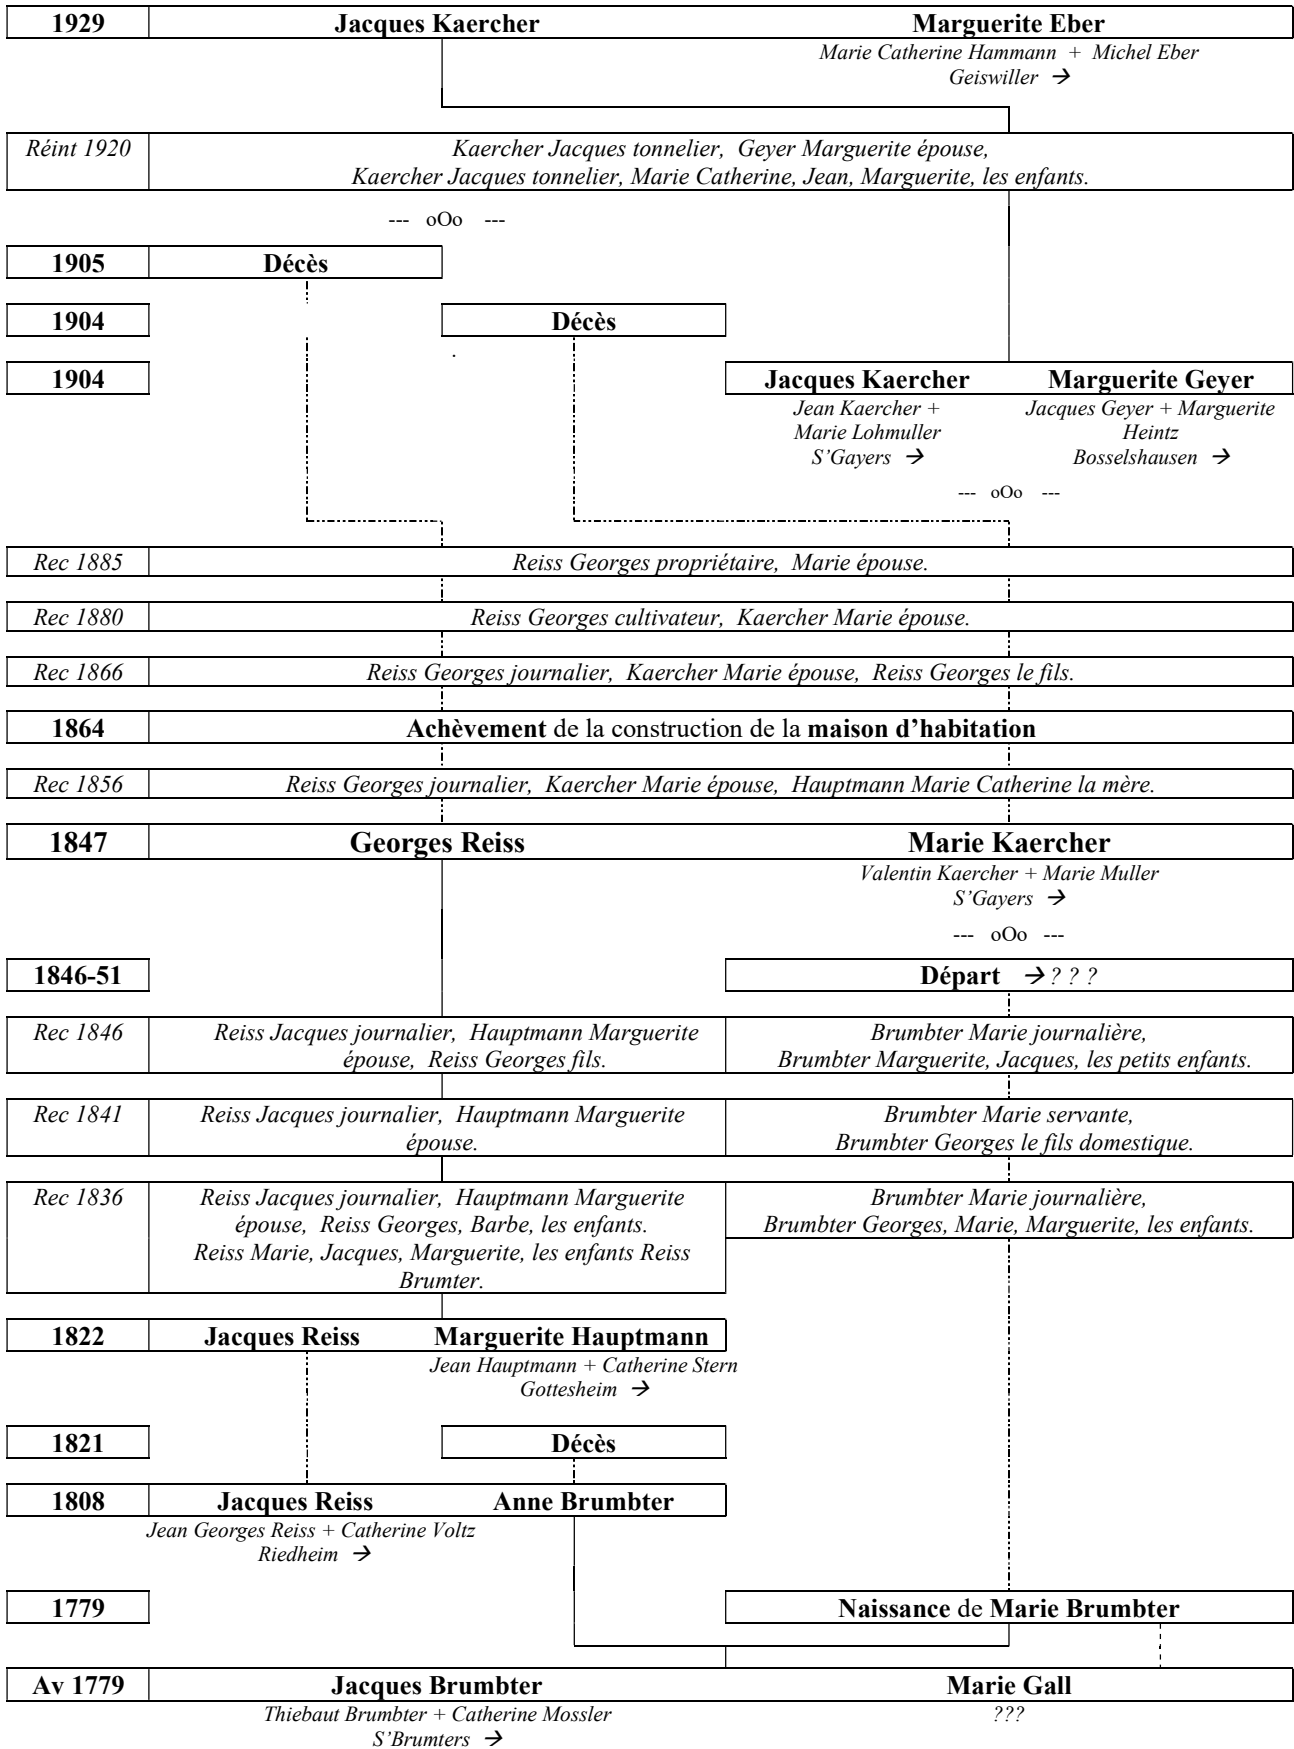 1929 Jacques Kaercher Marguerite Eber
Marie Catherine Hammann + Michel Eber
Geiswiller →
Réint 1920 Kaercher Jacques tonnelier, Geyer Marguerite épouse,
Kaercher Jacques tonnelier, Marie Catherine, Jean, Marguerite, les enfants.
--- oOo ---
1905 Décès
1904 Décès
.
1904 Jacques Kaercher Marguerite Geyer
Jean Kaercher + Jacques Geyer + Marguerite
Marie Lohmuller Heintz
S'Gayers → Bosselshausen →
--- oOo ---
Rec 1885 Reiss Georges propriétaire, Marie épouse.
Rec 1880 Reiss Georges cultivateur, Kaercher Marie épouse.
Rec 1866 Reiss Georges journalier, Kaercher Marie épouse, Reiss Georges le fils.
1864 Achèvement de la construction de la maison d'habitation
Rec 1856 Reiss Georges journalier, Kaercher Marie épouse, Hauptmann Marie Catherine la mère.
1847 Georges Reiss Marie Kaercher
Valentin Kaercher + Marie Muller
S'Gayers →
--- oOo ---
1846-51 Départ → ? ? ?
Rec 1846 Reiss Jacques journalier, Hauptmann Marguerite Brumbter Marie journalière,
épouse, Reiss Georges fils. Brumbter Marguerite, Jacques, les petits enfants.
Rec 1841 Reiss Jacques journalier, Hauptmann Marguerite Brumbter Marie servante,
épouse. Brumbter Georges le fils domestique.
Rec 1836 Reiss Jacques journalier, Hauptmann Marguerite Brumbter Marie journalière,
épouse, Reiss Georges, Barbe, les enfants. Brumbter Georges, Marie, Marguerite, les enfants.
Reiss Marie, Jacques, Marguerite, les enfants Reiss
Brumter.
1822 Jacques Reiss Marguerite Hauptmann
Jean Hauptmann + Catherine Stern
Gottesheim →
1821 Décès
1808 Jacques Reiss Anne Brumbter
Jean Georges Reiss + Catherine Voltz
Riedheim →
1779 Naissance de Marie Brumbter
Av 1779 Jacques Brumbter Marie Gall
Thiebaut Brumbter + Catherine Mossler ???
S'Brumters →